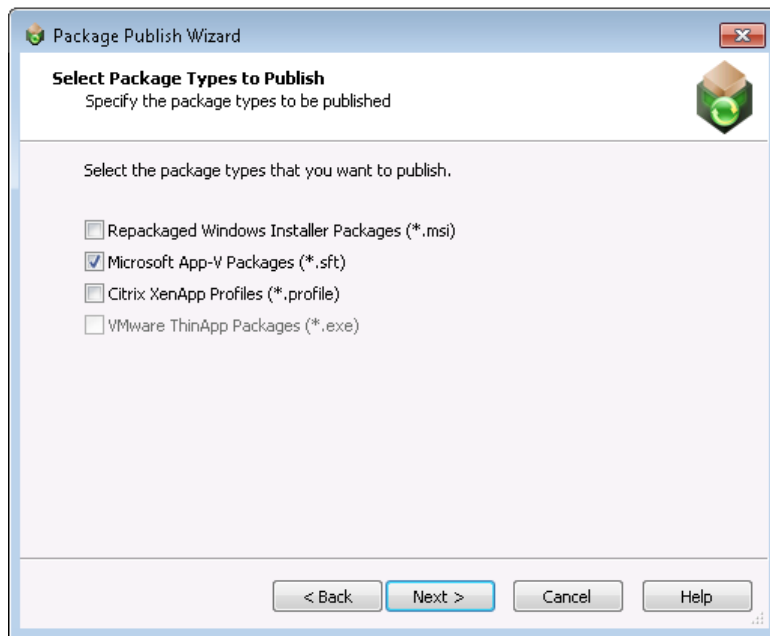 Package Publish Wizard
Select Package Types to Publish
Specify the package types to be published
Select the package types that you want to publish.
Repackaged Windows Installer Packages (*.msi)
Microsoft App-V Packages (*.sft)
Citrix XenApp Profiles (*.profile)
VMware ThinApp Packages (*.exe)
< Back Next > Cancel Help